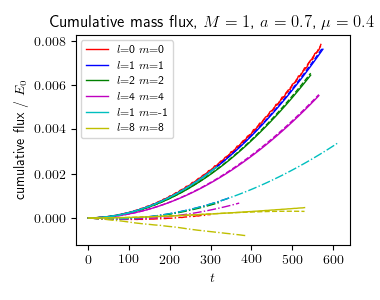 Cumulative mass flux, M = 1, a = 0.7, μ = 0.4
cumulative flux / E₀
0.008
0.006
0.004
0.002
0.000
l=0 m=0
l=1 m=1
l=2 m=2
l=4 m=4
l=1 m=-1
l=8 m=8
0 100 200 300 400 500 600
t